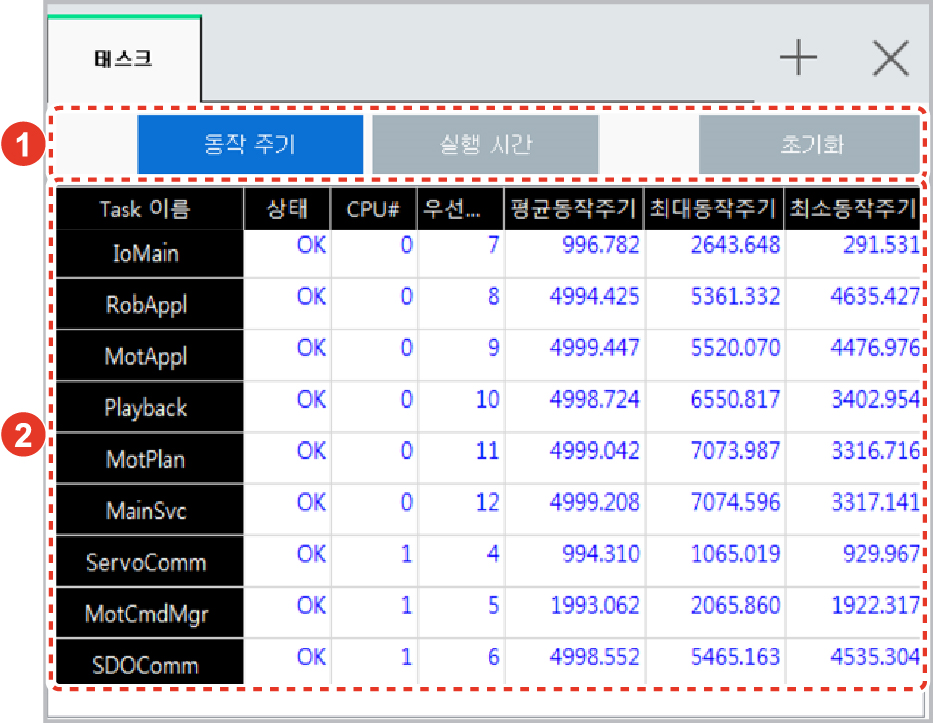 태스크
1
동작 주기 실행 시간 초기화
Task 이름 상태 CPU# 우선... 평균동작주기 최대동작주기 최소동작주기
IoMain OK 0 7 996.782 2643.648 291.531
RobAppl OK 0 8 4994.425 5361.332 4635.427
MotAppl OK 0 9 4999.447 5520.070 4476.976
Playback OK 0 10 4998.724 6550.817 3402.954
2
MotPlan OK 0 11 4999.042 7073.987 3316.716
MainSvc OK 0 12 4999.208 7074.596 3317.141
ServoComm OK 1 4 994.310 1065.019 929.967
MotCmdMgr OK 1 5 1993.062 2065.860 1922.317
SDOComm OK 1 6 4998.552 5465.163 4535.304